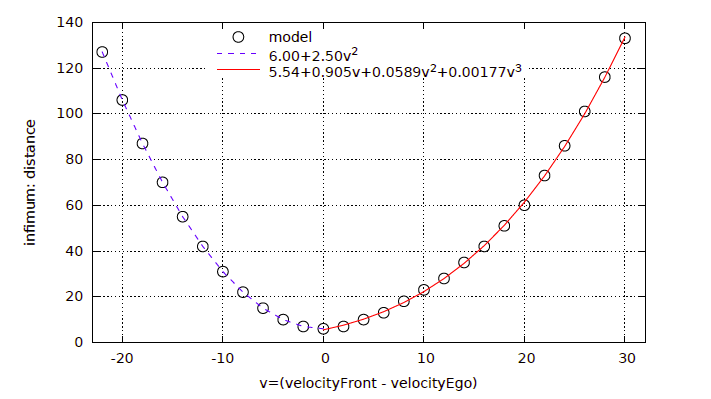 140
120
100
80
60
40
20
0
-20
-10
0
10
20
30
infimum: distance
v=(velocityFront - velocityEgo)
model
6.00+2.50v²
5.54+0.905v+0.0589v²+0.00177v³